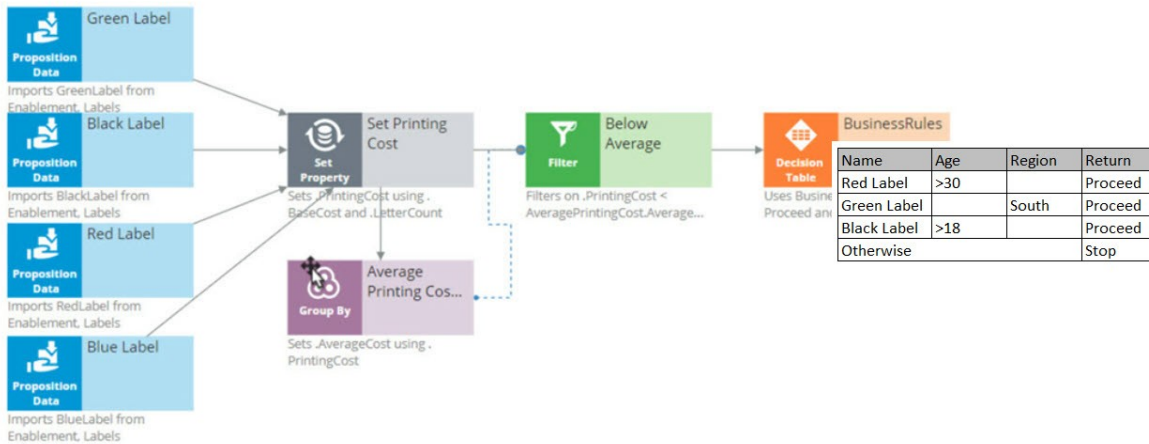 Green Label
Proposition
Data
Imports GreenLabel from
Enablement, Labels
Black Label
Proposition
Data
Imports BlackLabel from
Enablement, Labels
Red Label
Proposition
Data
Imports RedLabel from
Enablement, Labels
Blue Label
Proposition
Data
Imports BlueLabel from
Enablement, Labels
Set Printing
Cost
Set
Property
Sets .PrintingCost using .
BaseCost and .LetterCount
Average
Printing Cos...
Group By
Sets .AverageCost using .
PrintingCost
Below
Average
Filter
Filters on .PrintingCost <
AveragePrintingCost.Average...
BusinessRules
Decision
Table
Uses Busine
Proceed and
Name Age Region Return
Red Label >30 Proceed
Green Label South Proceed
Black Label >18 Proceed
Otherwise Stop